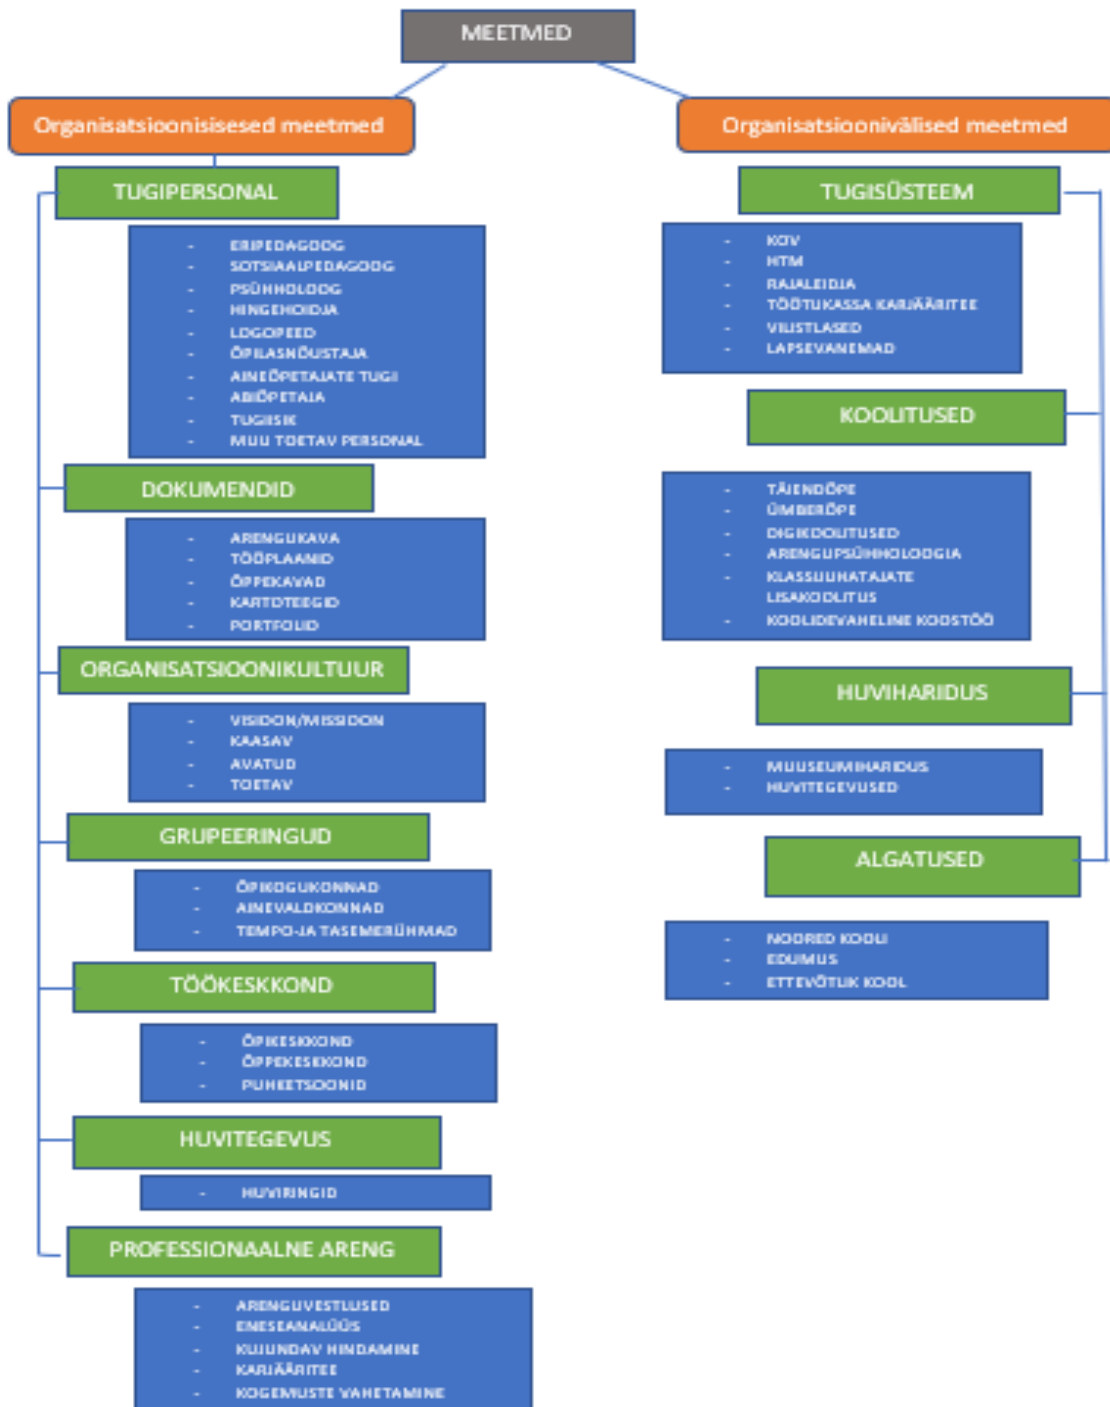 MEETMED
Organisatsioonisisesed meetmed
TUGIPERSONAL
- ERIPEDAGOOG
- SOTSIAALPEDAGOOG
- PSÜHHOLOOG
- HINGEHOIDJA
- LOGOPEED
- ÕPILASNÕUSTAJA
- AINEÕPETAJATE TUGI
- ABIÕPETAJA
- TUGIISIK
- MUU TOETAV PERSONAL
DOKUMENDID
- ARENGUKAVA
- TÖÖPLAANID
- ÕPPEKAVAD
- KARTOTEEGID
- PORTFOLIO
ORGANISATSIOONIKULTUUR
- VISIOON/MISSIOON
- KAASAV
- AVATUD
- TOETAV
GRUPEERINGUD
- ÕPIKOGUKONNAD
- AINEVALDKONNAD
- TEMPO-JA TASEMERÜHMAD
TÖÖKESKKOND
- ÕPIKESKKOND
- ÕPPEKESKKOND
- PUHKETSOONID
HUVITEGEVUS
- HUVIRINGID
PROFESSIONAALNE ARENG
- ARENGUVESTLUSED
- ENESEANALÜÜS
- KUJUNDAV HINDAMINE
- KARJÄÄRITEE
- KOGEMUSTE VAHETAMINE
Organisatsioonivälised meetmed
TUGISÜSTEEM
- KOV
- HTM
- RAJALEIDJA
- TÖÖTUKASSA KARJÄÄRITEE
- VILISTLASED
- LAPSEVANEMAD
KOOLITUSED
- TÄIENDÕPE
- ÜMBERÕPE
- DIGIKOOLITUSED
- ARENGUPSÜHHOLOOGIA
- KLASSIJUHATAJATE
LISAKOOLITUS
- KOOLIDEVAHELINE KOOSTÖÖ
HUVIHARIDUS
- MUUSEUMIHARIDUS
- HUVITEGEVUSED
ALGATUSED
- NOORED KOOLI
- EDUMUS
- ETTEVÕTLIK KOOL